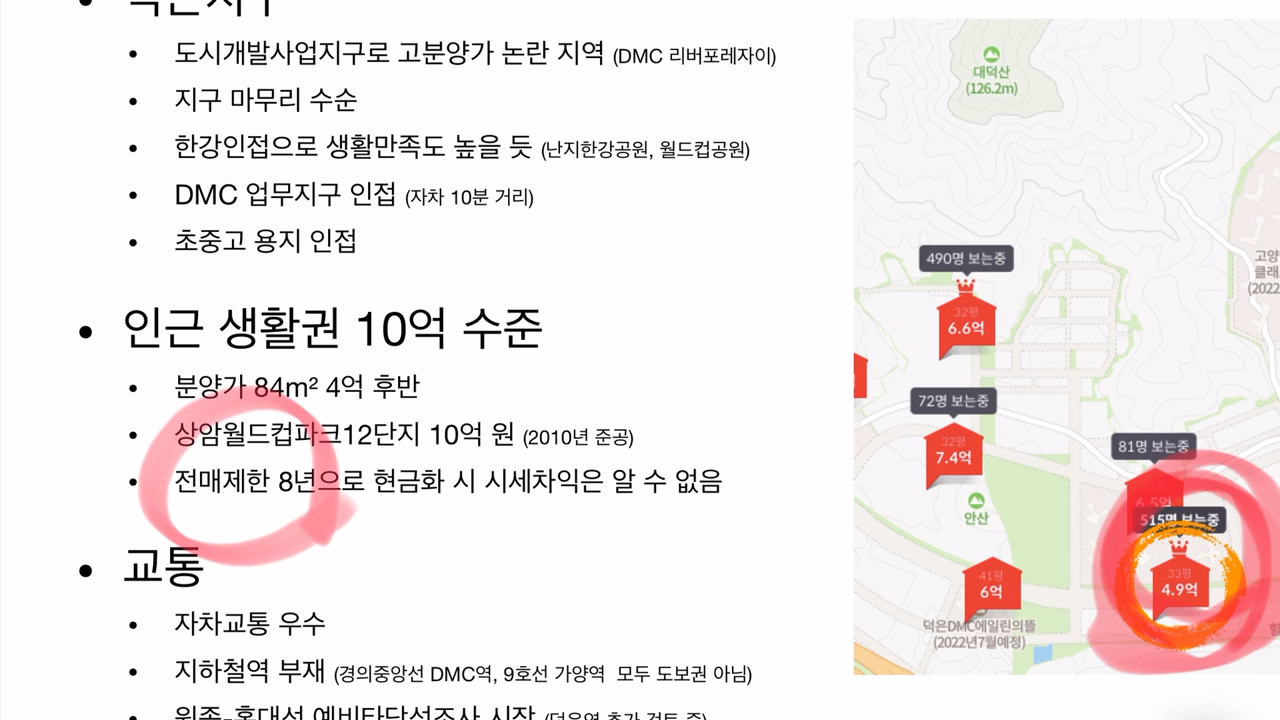 도시개발사업지구로 고분양가 논란 지역 (DMC 리버포레자이)
지구 마무리 수순
한강인접으로 생활만족도 높을 듯 (난지한강공원, 월드컵공원)
DMC 업무지구 인접 (자차 10분 거리)
초중고 용지 인접
인근 생활권 10억 수준
분양가 84m² 4억 후반
상암월드컵파크12단지 10억 원 (2010년 준공)
전매제한 8년으로 현금화 시 시세차익은 알 수 없음
교통
자차교통 우수
지하철역 부재 (경의중앙선 DMC역, 9호선 가양역 모두 도보권 아님)
대덕산
(126.2m)
고양
클래
(2022
490명 보는중
32평
6.6억
72명 보는중
32평
7.4억
안산
81명 보는중
6.5억
515명 보는중
33평
4.9억
41평
6억
덕은DMC에일린의뜰
(2022년7월예정)